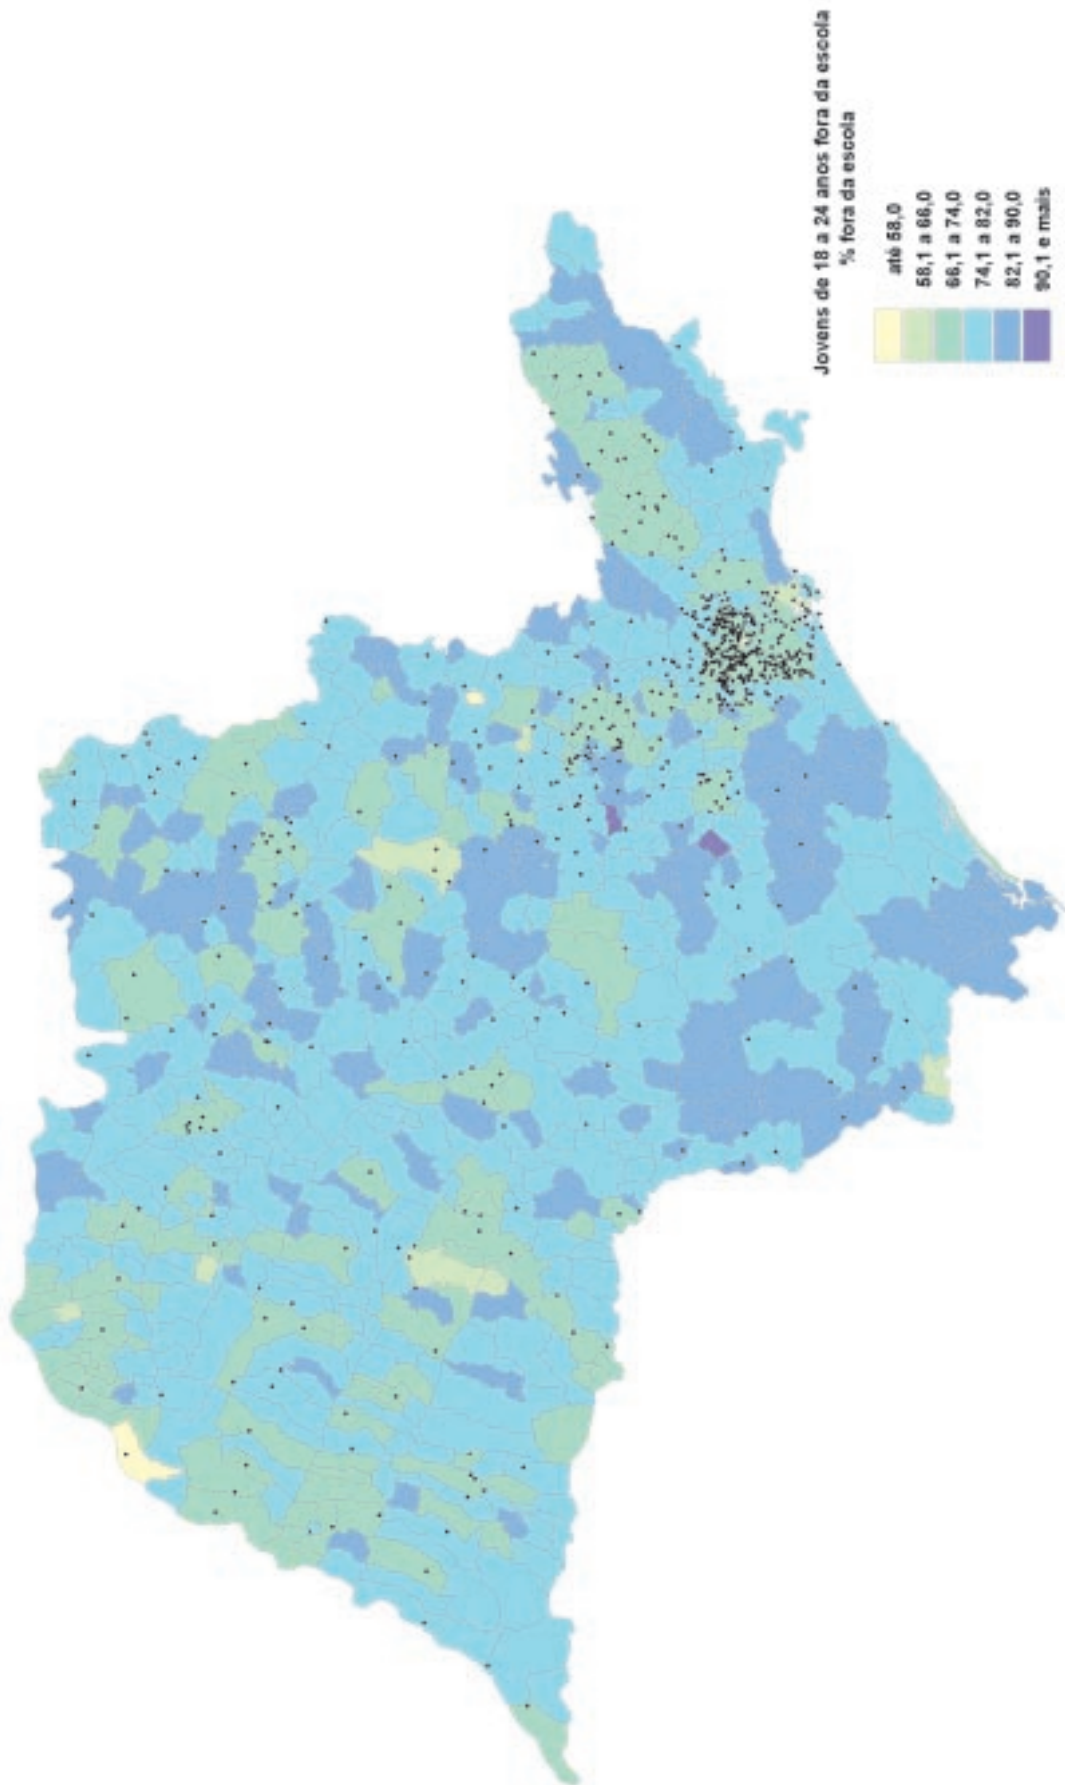 Jovens de 18 a 24 anos fora da escola
% fora da escola
até 58,0
58,1 a 66,0
66,1 a 74,0
74,1 a 82,0
82,1 a 90,0
90,1 e mais